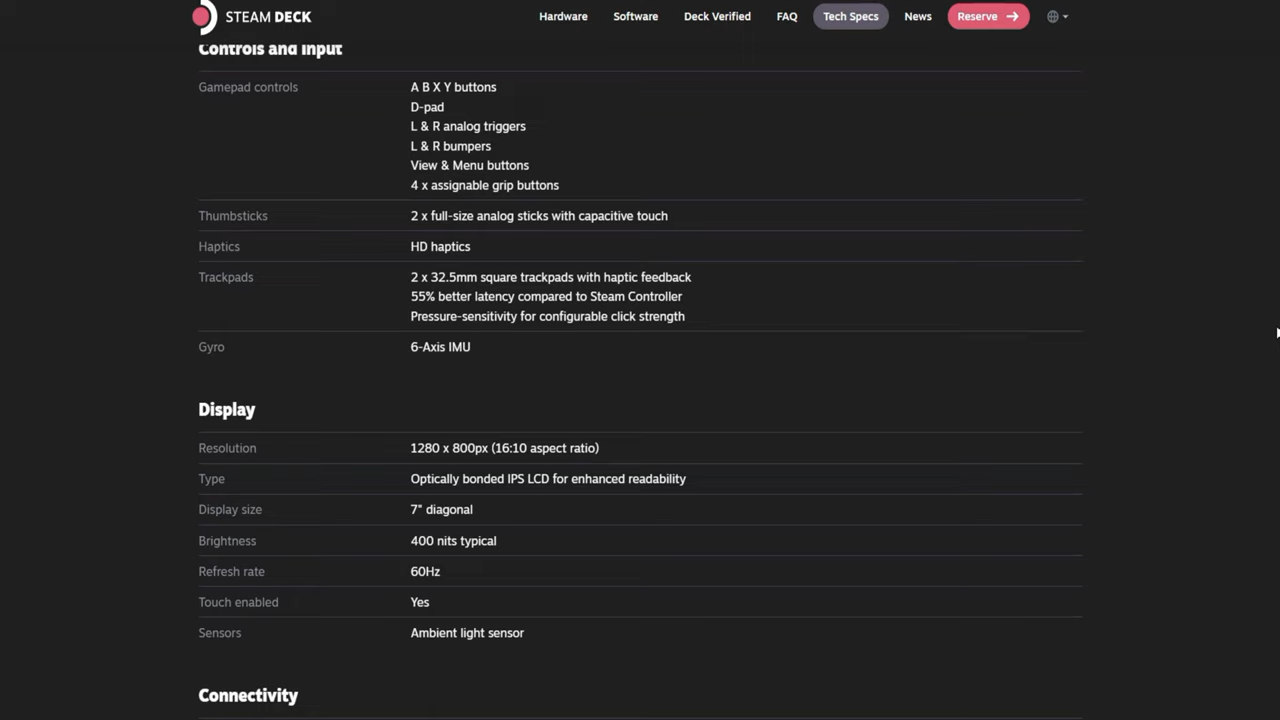 STEAM DECK
Hardware
Software
Deck Verified
FAQ
Tech Specs
News
Reserve
Controls and Input
Gamepad controls
A B X Y buttons
D-pad
L & R analog triggers
L & R bumpers
View & Menu buttons
4 x assignable grip buttons
Thumbsticks
2 x full-size analog sticks with capacitive touch
Haptics
HD haptics
Trackpads
2 x 32.5mm square trackpads with haptic feedback
55% better latency compared to Steam Controller
Pressure-sensitivity for configurable click strength
Gyro
6-Axis IMU
Display
Resolution
1280 x 800px (16:10 aspect ratio)
Type
Optically bonded IPS LCD for enhanced readability
Display size
7" diagonal
Brightness
400 nits typical
Refresh rate
60Hz
Touch enabled
Yes
Sensors
Ambient light sensor
Connectivity